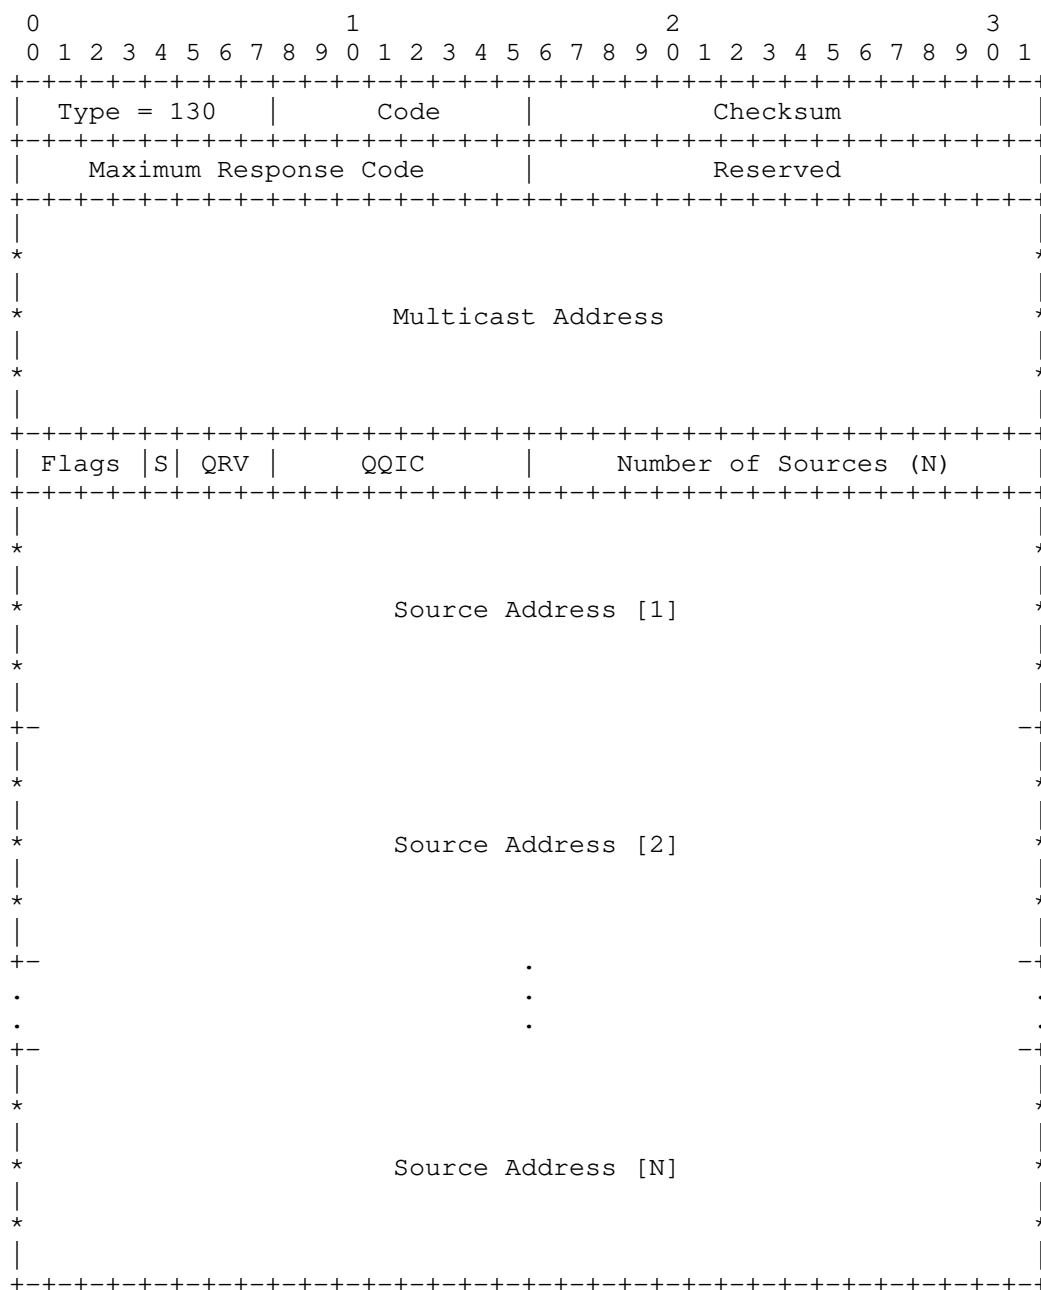 0                   1                   2                   3
 0 1 2 3 4 5 6 7 8 9 0 1 2 3 4 5 6 7 8 9 0 1 2 3 4 5 6 7 8 9 0 1
+-+-+-+-+-+-+-+-+-+-+-+-+-+-+-+-+-+-+-+-+-+-+-+-+-+-+-+-+-+-+-+-+
|  Type = 130   |      Code     |           Checksum            |
+-+-+-+-+-+-+-+-+-+-+-+-+-+-+-+-+-+-+-+-+-+-+-+-+-+-+-+-+-+-+-+-+
|    Maximum Response Code      |           Reserved            |
+-+-+-+-+-+-+-+-+-+-+-+-+-+-+-+-+-+-+-+-+-+-+-+-+-+-+-+-+-+-+-+-+
|                                                               |
*                                                               *
|                                                               |
*                       Multicast Address                       *
|                                                               |
*                                                               *
|                                                               |
+-+-+-+-+-+-+-+-+-+-+-+-+-+-+-+-+-+-+-+-+-+-+-+-+-+-+-+-+-+-+-+-+
| Flags |S| QRV |     QQIC      |     Number of Sources (N)     |
+-+-+-+-+-+-+-+-+-+-+-+-+-+-+-+-+-+-+-+-+-+-+-+-+-+-+-+-+-+-+-+-+
|                                                               |
*                                                               *
|                                                               |
*                       Source Address [1]                      *
|                                                               |
*                                                               *
|                                                               |
+-                                                             -+
|                                                               |
*                                                               *
|                                                               |
*                       Source Address [2]                      *
|                                                               |
*                                                               *
|                                                               |
+-                              .                              -+
.                               .                               .
.                               .                               .
+-                                                             -+
|                                                               |
*                                                               *
|                                                               |
*                       Source Address [N]                      *
|                                                               |
*                                                               *
|                                                               |
+-+-+-+-+-+-+-+-+-+-+-+-+-+-+-+-+-+-+-+-+-+-+-+-+-+-+-+-+-+-+-+-+